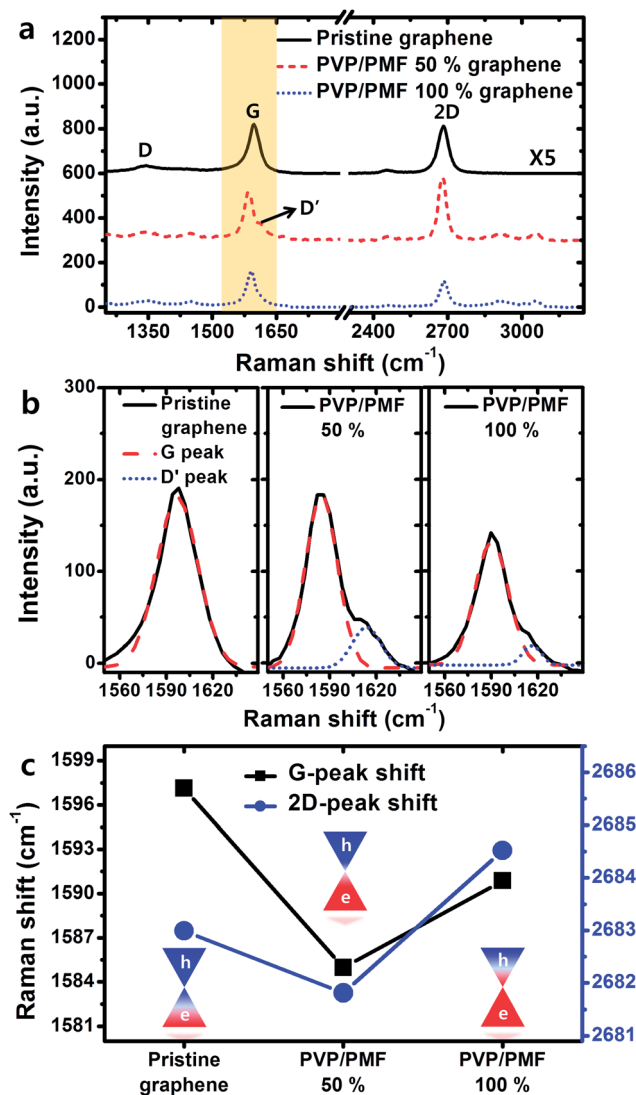 a
1200
1000
800
600
400
200
0
Intensity (a.u.)
Pristine graphene
PVP/PMF 50 % graphene
PVP/PMF 100 % graphene
D
G
2D
X5
D′
1350 1500 1650 2400 2700 3000
Raman shift (cm⁻¹)
b
300
200
100
0
Intensity (a.u.)
Pristine
graphene
G peak
D' peak
PVP/PMF
50 %
PVP/PMF
100 %
1560 1590 1620 1560 1590 1620 1560 1590 1620
Raman shift (cm⁻¹)
c
1599
1596
1593
1590
1587
1584
1581
Raman shift (cm⁻¹)
G-peak shift
2D-peak shift
h
e
h
e
h
e
2686
2685
2684
2683
2682
2681
Pristine
graphene
PVP/PMF
50 %
PVP/PMF
100 %